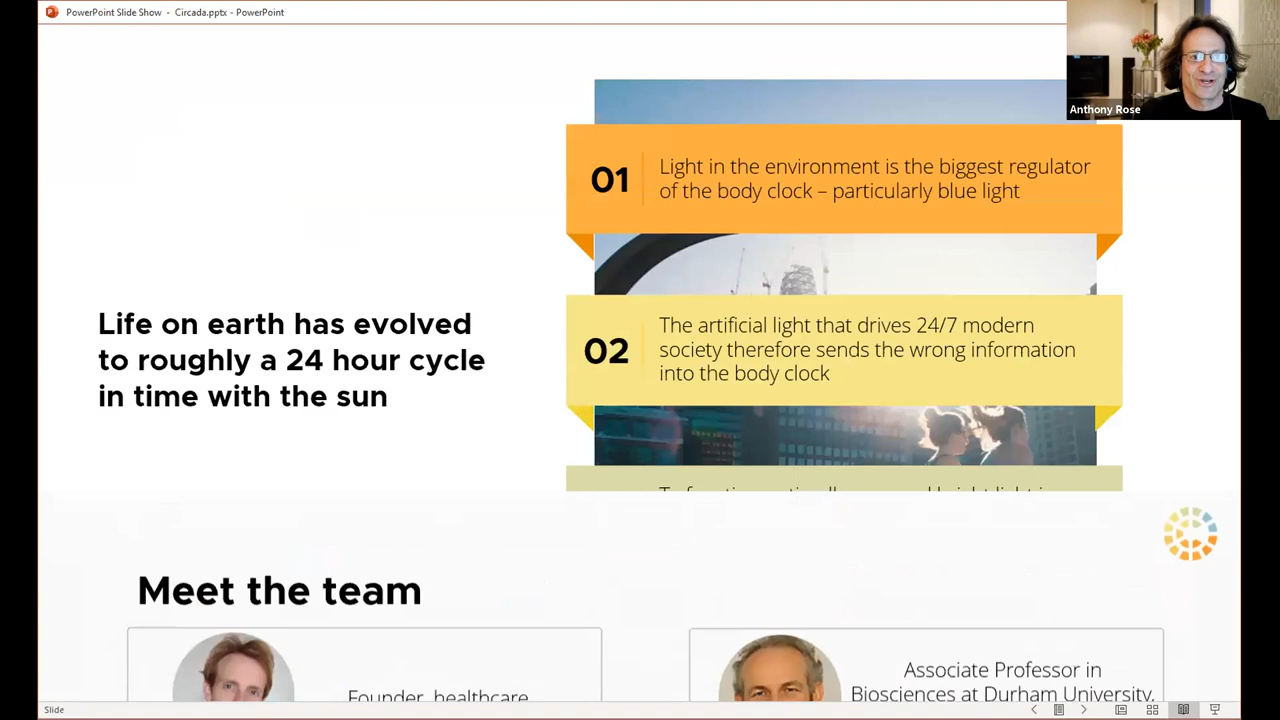 PowerPoint Slide Show - Circada.pptx - PowerPoint
Anthony Rose
01
Light in the environment is the biggest regulator
of the body clock – particularly blue light
Life on earth has evolved
to roughly a 24 hour cycle
in time with the sun
02
The artificial light that drives 24/7 modern
society therefore sends the wrong information
into the body clock
Meet the team
Founder, healthcare
Associate Professor in
Biosciences at Durham University,
Slide